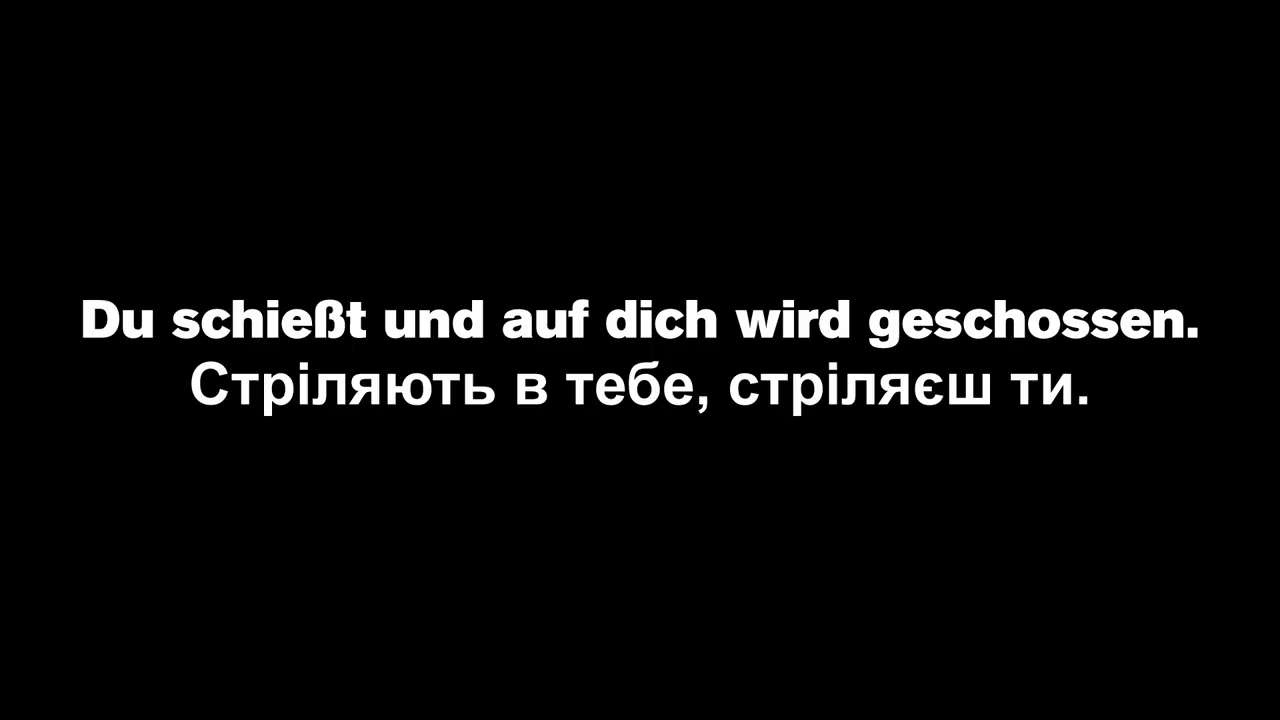 Du schießt und auf dich wird geschossen.
Стріляють в тебе, стріляєш ти.